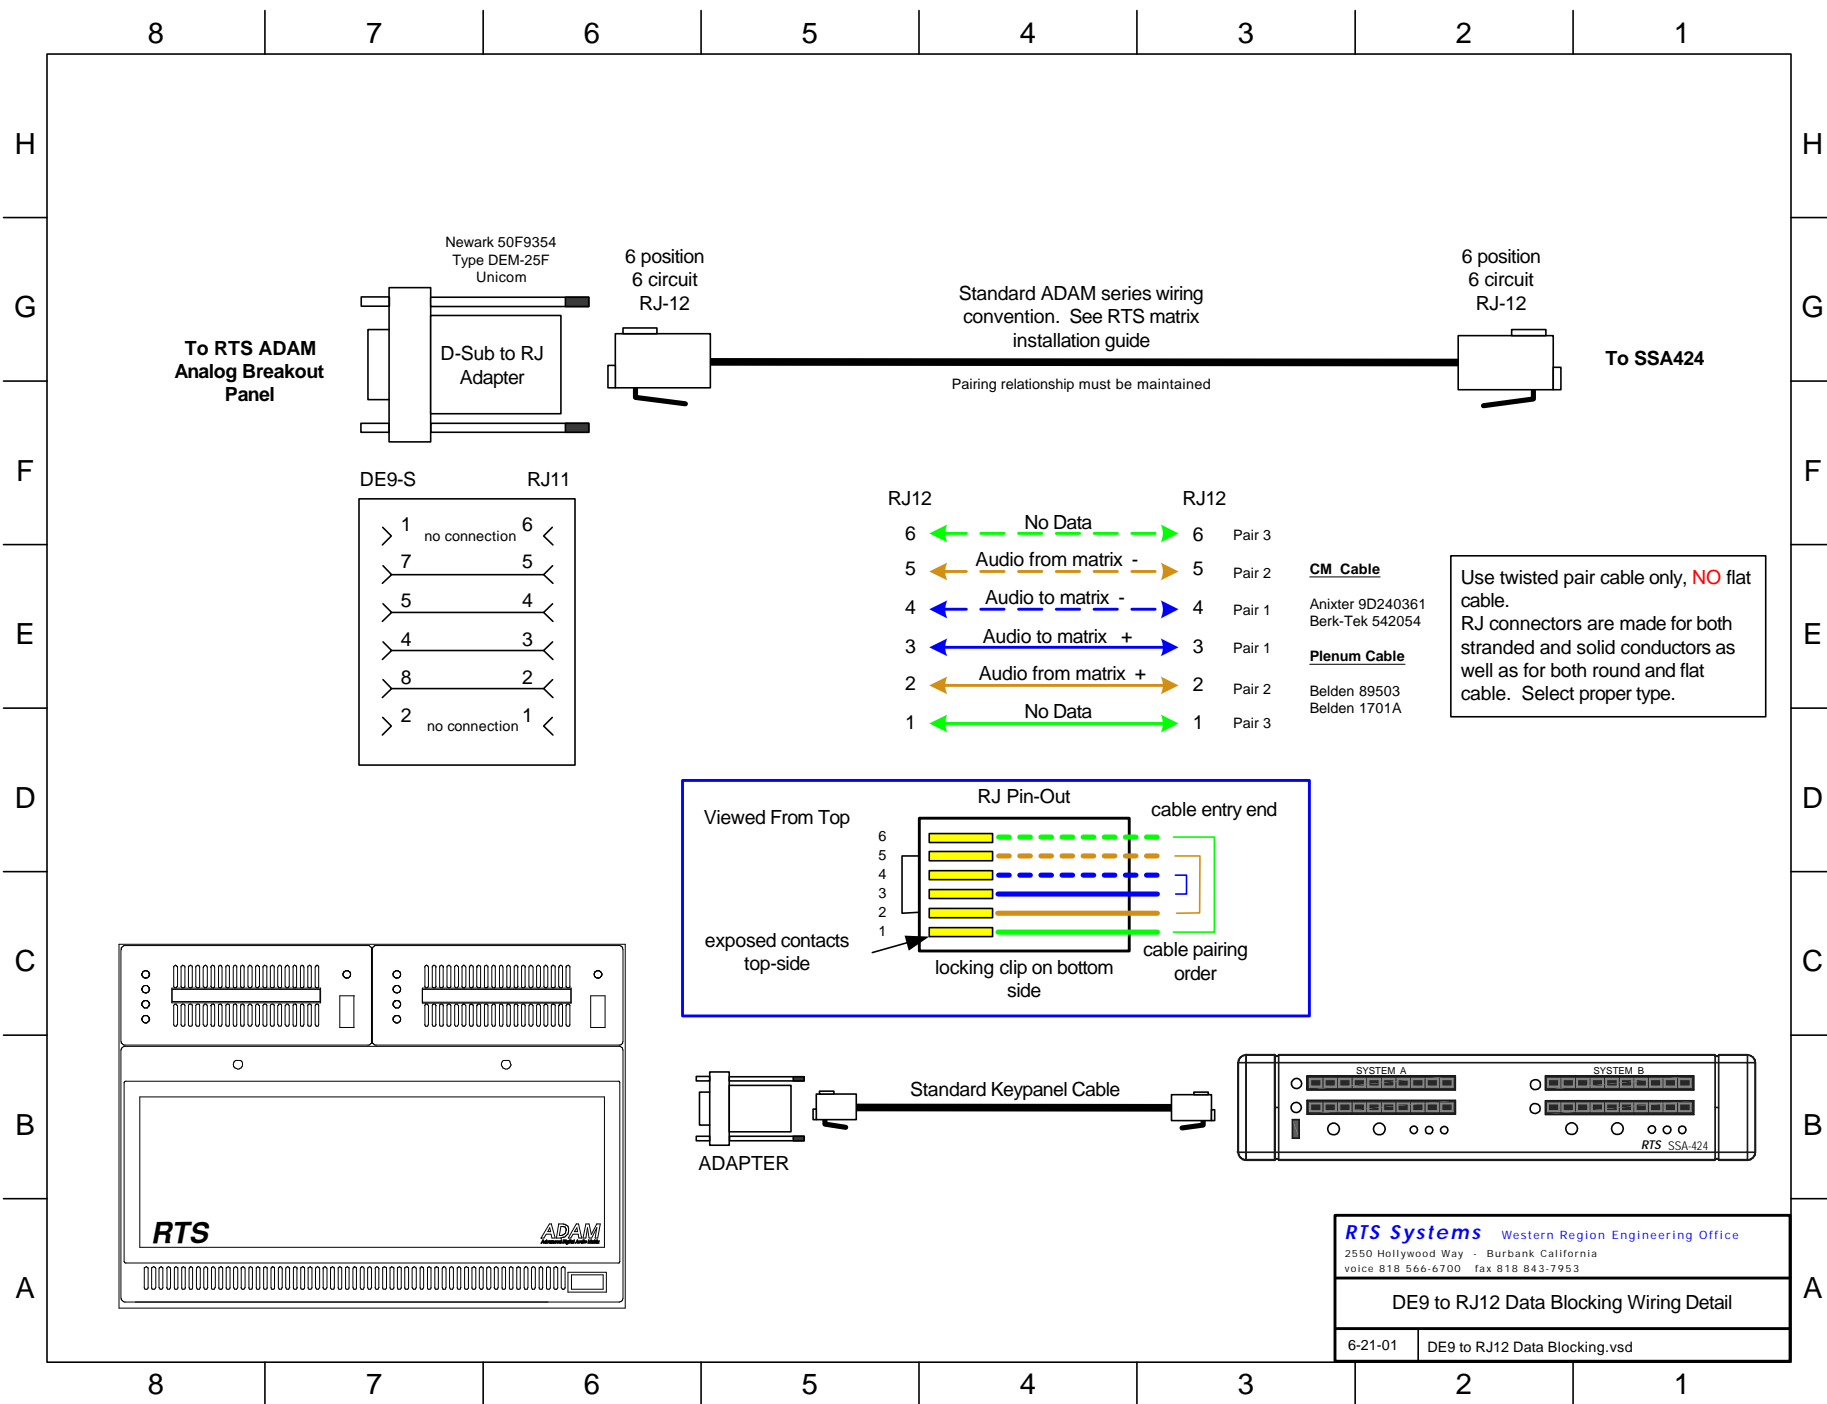 8 7 6 5 4 3 2 1
H H
G G
F F
E E
D D
C C
B B
A A
Newark 50F9354
Type DEM-25F
Unicom
To RTS ADAM
Analog Breakout
Panel
D-Sub to RJ
Adapter
6 position
6 circuit
RJ-12
Standard ADAM series wiring
convention. See RTS matrix
installation guide
Pairing relationship must be maintained
6 position
6 circuit
RJ-12
To SSA424
DE9-S RJ11
1 no connection 6
7 5
5 4
4 3
8 2
2 no connection 1
RJ12 RJ12
6 No Data 6 Pair 3
5 Audio from matrix - 5 Pair 2
4 Audio to matrix - 4 Pair 1
3 Audio to matrix + 3 Pair 1
2 Audio from matrix + 2 Pair 2
1 No Data 1 Pair 3
CM Cable
Anixter 9D240361
Berk-Tek 542054
Plenum Cable
Belden 89503
Belden 1701A
Use twisted pair cable only, NO flat
cable.
RJ connectors are made for both
stranded and solid conductors as
well as for both round and flat
cable. Select proper type.
RJ Pin-Out
Viewed From Top
cable entry end
6
5
4
3
2
1
exposed contacts
top-side
locking clip on bottom
side
cable pairing
order
RTS
ADAM
ADAPTER
Standard Keypanel Cable
SYSTEM A SYSTEM B
RTS SSA-424
RTS Systems Western Region Engineering Office
2550 Hollywood Way - Burbank California
voice 818 566-6700 fax 818 843-7953
DE9 to RJ12 Data Blocking Wiring Detail
6-21-01 DE9 to RJ12 Data Blocking.vsd
8 7 6 5 4 3 2 1